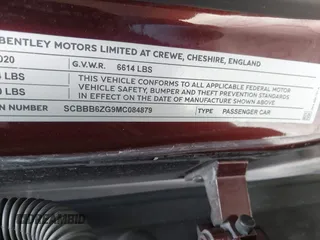 BENTLEY MOTORS LIMITED AT CREWE, CHESHIRE, ENGLAND
020 G.V.W.R. 6614 LBS
LBS THIS VEHICLE CONFORMS TO ALL APPLICABLE FEDERAL MOTOR
LBS VEHICLE SAFETY, BUMPER AND THEFT PREVENTION STANDARDS IN
EFFECT ON THE DATE OF MANUFACTURE SHOWN ABOVE
N NUMBER SCBBB6ZG9MC084879 TYPE PASSENGER CAR